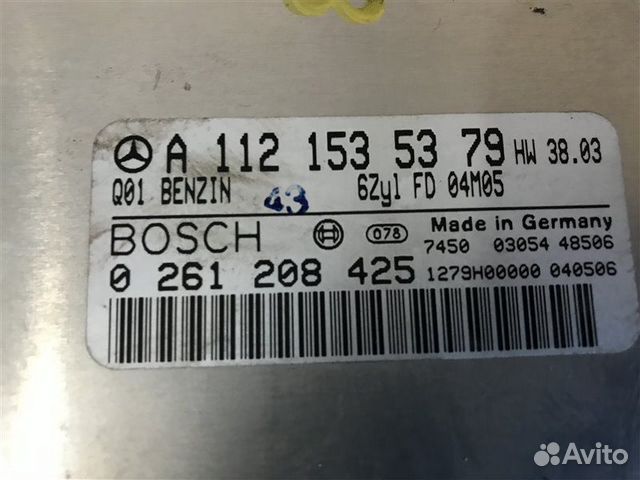 A 112 153 53 79 HW 38.03
Q01 BENZIN 43 6Zyl FD 04M05
BOSCH 078 Made in Germany
7450 03054 48506
0 261 208 425 1279H00000 040506
Avito